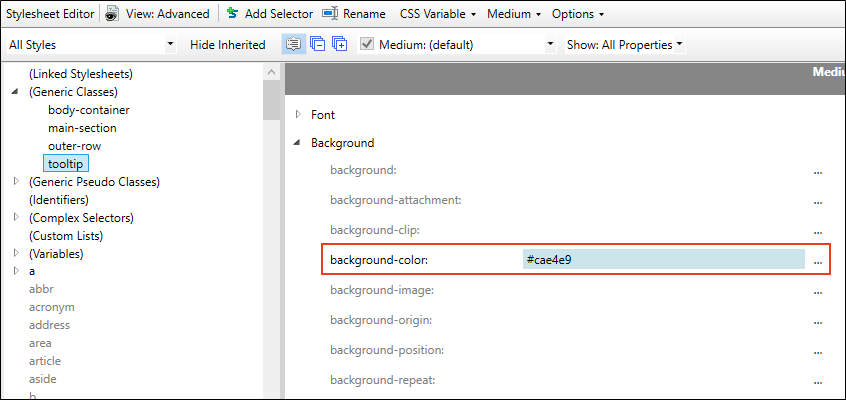 Stylesheet Editor View: Advanced Add Selector Rename CSS Variable Medium Options
All Styles Hide Inherited Medium: (default) Show: All Properties
(Linked Stylesheets)
(Generic Classes)
body-container
main-section
outer-row
tooltip
(Generic Pseudo Classes)
(Identifiers)
(Complex Selectors)
(Custom Lists)
(Variables)
a
abbr
acronym
address
area
article
aside
Font
Background
background: ...
background-attachment: ...
background-clip: ...
background-color: #cae4e9 ...
background-image: ...
background-origin: ...
background-position: ...
background-repeat: ...